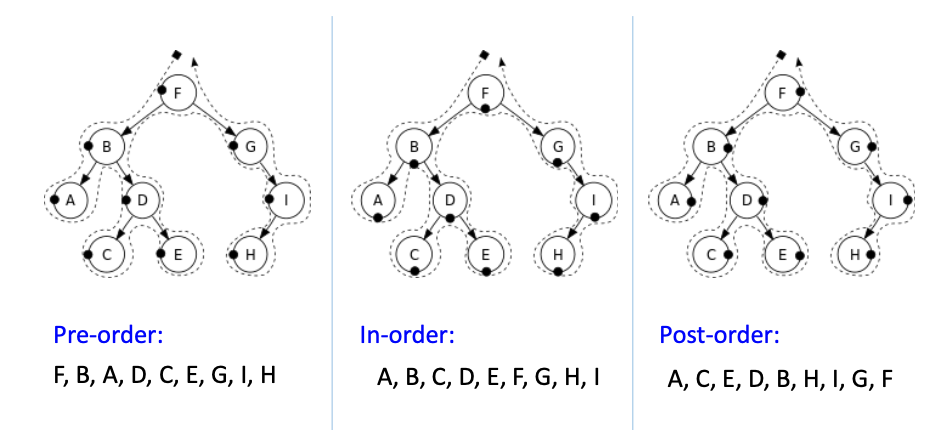 F
B
G
A
D
I
C
E
H
Pre-order:
F, B, A, D, C, E, G, I, H
F
B
G
A
D
I
C
E
H
In-order:
A, B, C, D, E, F, G, H, I
F
B
G
A
D
I
C
E
H
Post-order:
A, C, E, D, B, H, I, G, F